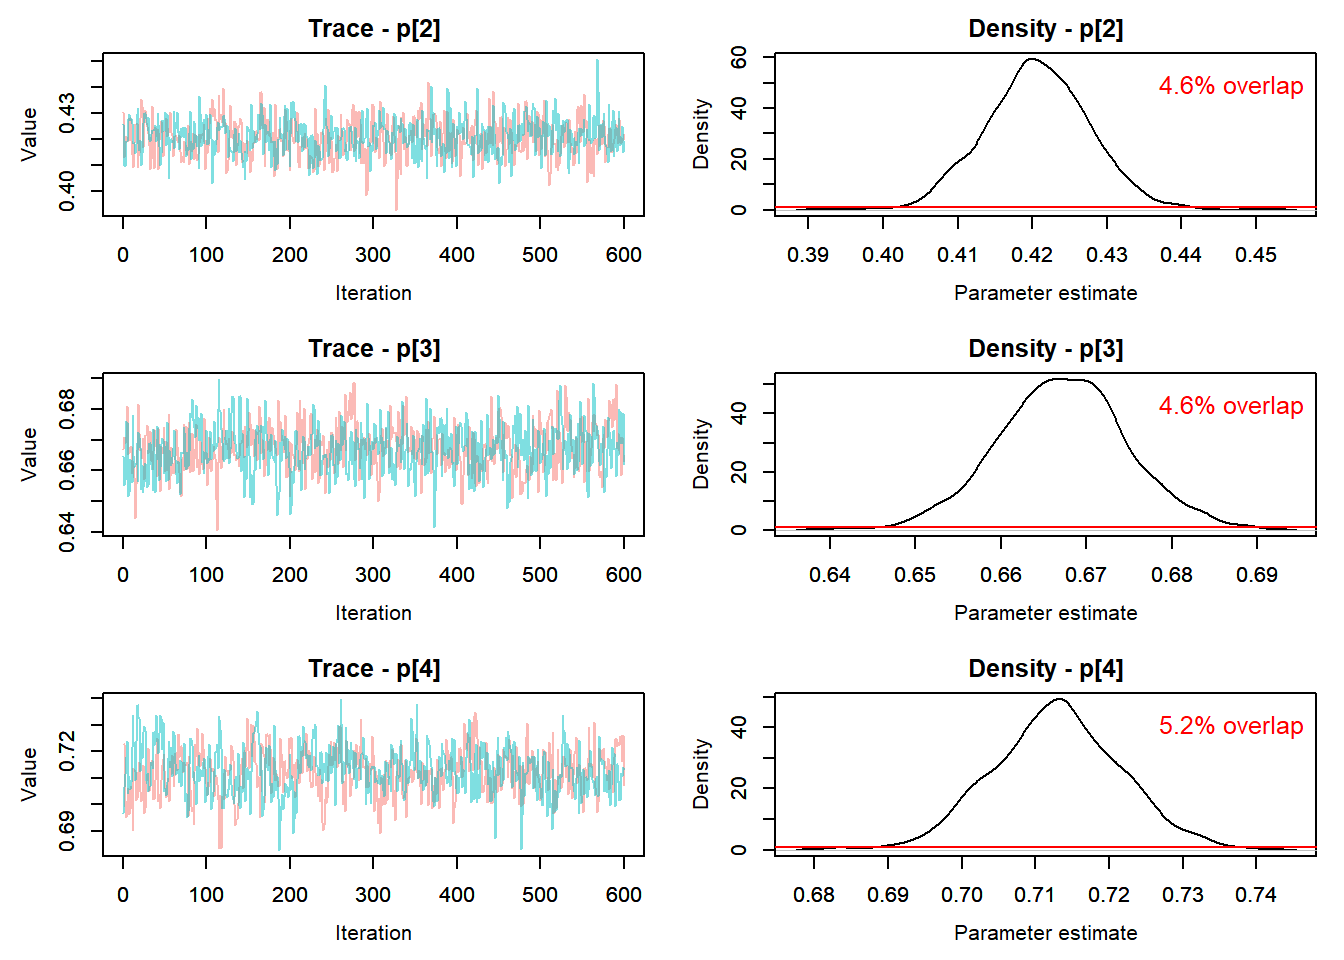 Trace - p[2]
Value
0.40 0.43
0 100 200 300 400 500 600
Iteration
Density - p[2]
4.6% overlap
Density
0 20 40 60
0.39 0.40 0.41 0.42 0.43 0.44 0.45
Parameter estimate
Trace - p[3]
Value
0.64 0.66 0.68
0 100 200 300 400 500 600
Iteration
Density - p[3]
4.6% overlap
Density
0 20 40
0.64 0.65 0.66 0.67 0.68 0.69
Parameter estimate
Trace - p[4]
Value
0.69 0.72
0 100 200 300 400 500 600
Iteration
Density - p[4]
5.2% overlap
Density
0 20 40
0.68 0.69 0.70 0.71 0.72 0.73 0.74
Parameter estimate